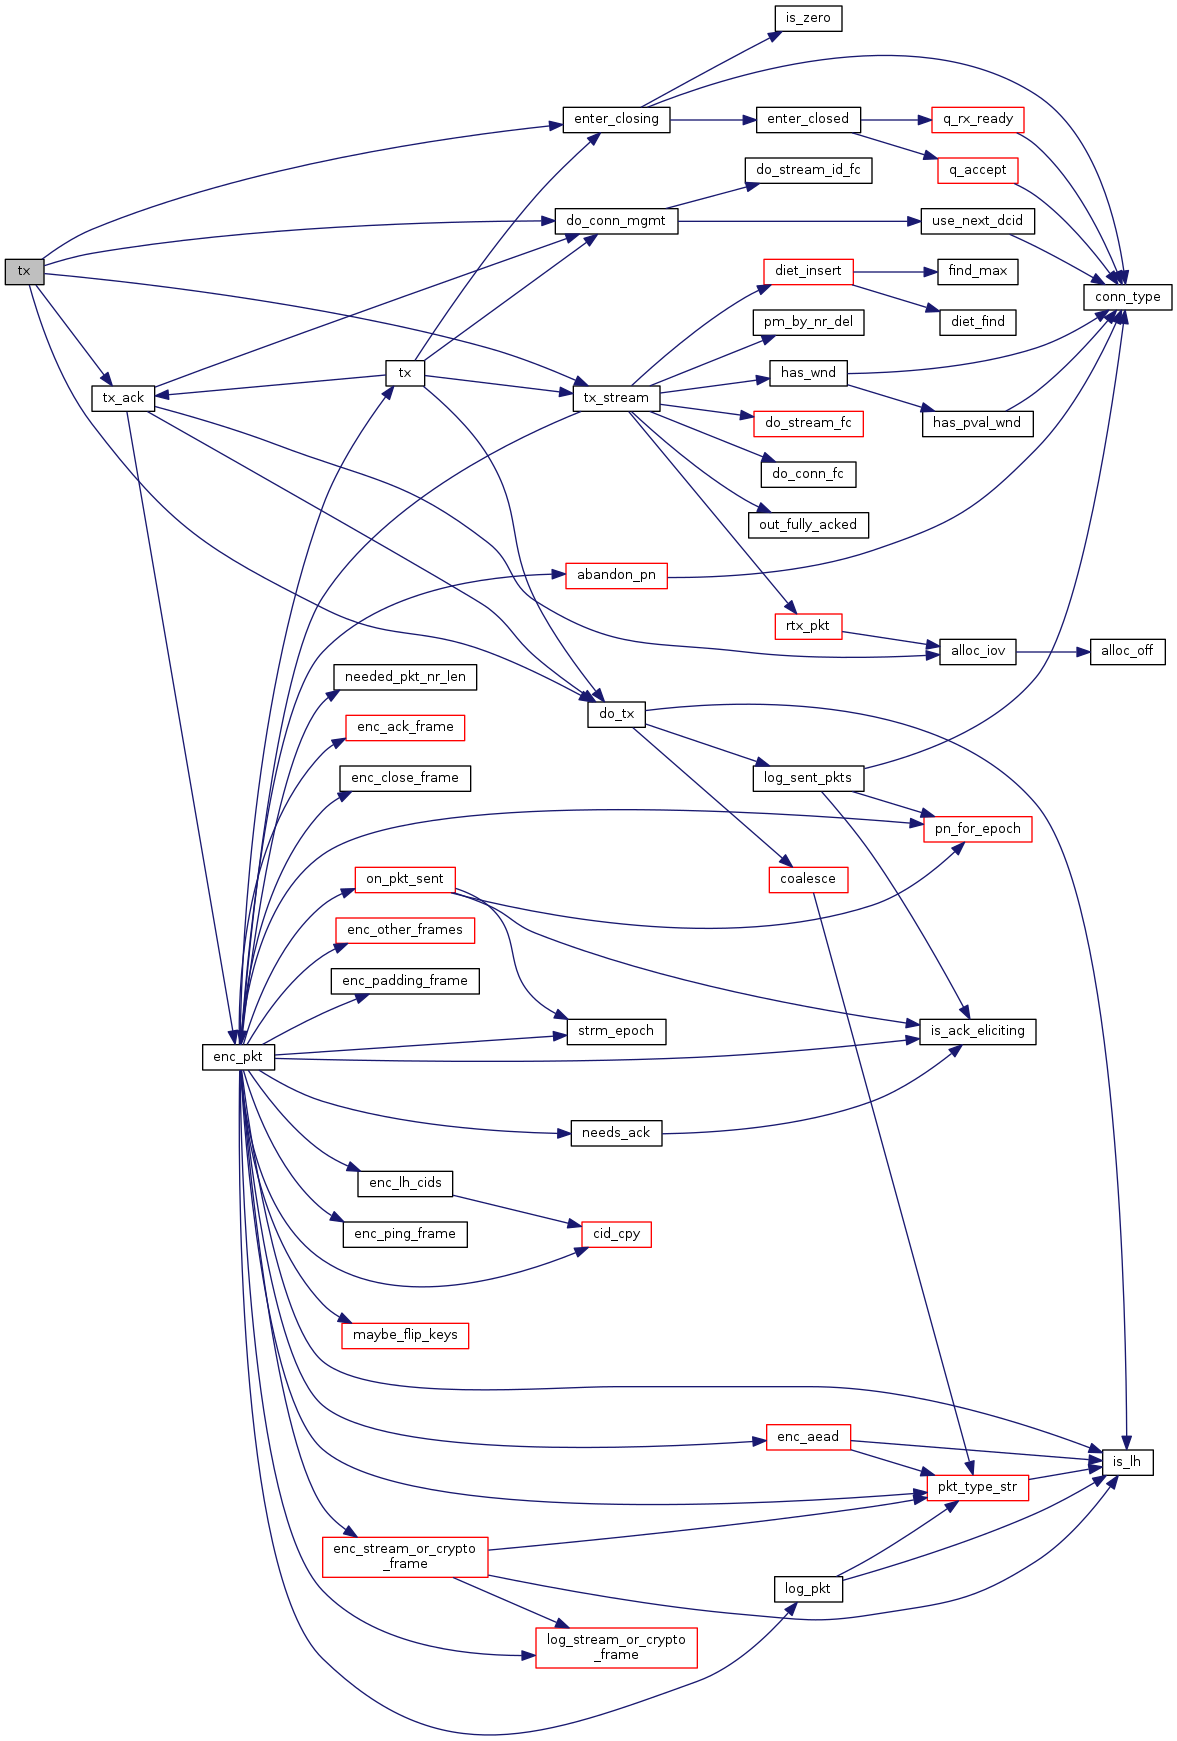 is_zero
enter_closing
enter_closed
q_rx_ready
do_stream_id_fc
q_accept
do_conn_mgmt
use_next_dcid
tx
diet_insert
find_max
conn_type
pm_by_nr_del
diet_find
tx
has_wnd
tx_ack
tx_stream
do_stream_fc
has_pval_wnd
do_conn_fc
out_fully_acked
abandon_pn
rtx_pkt
alloc_iov
alloc_off
needed_pkt_nr_len
do_tx
enc_ack_frame
enc_close_frame
log_sent_pkts
pn_for_epoch
on_pkt_sent
coalesce
enc_other_frames
enc_padding_frame
strm_epoch
is_ack_eliciting
enc_pkt
needs_ack
enc_lh_cids
enc_ping_frame
cid_cpy
maybe_flip_keys
enc_aead
is_lh
pkt_type_str
enc_stream_or_crypto
_frame
log_pkt
log_stream_or_crypto
_frame